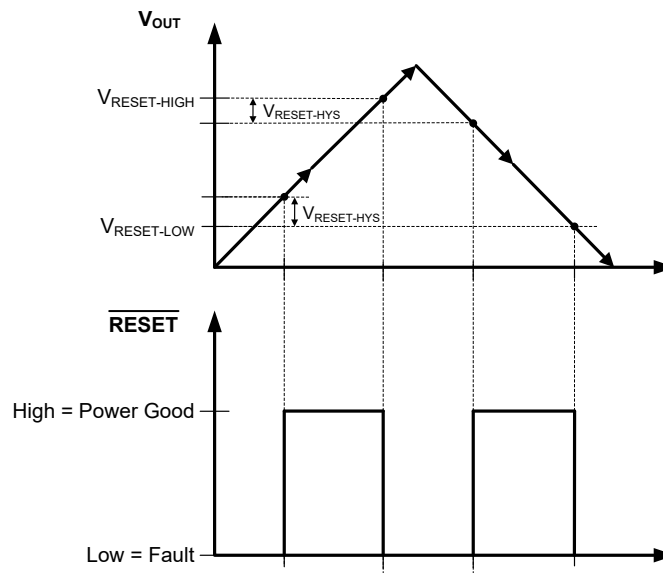 VOUT
VRESET-HIGH
VRESET-HYS
VRESET-HYS
VRESET-LOW
RESET
High = Power Good
Low = Fault